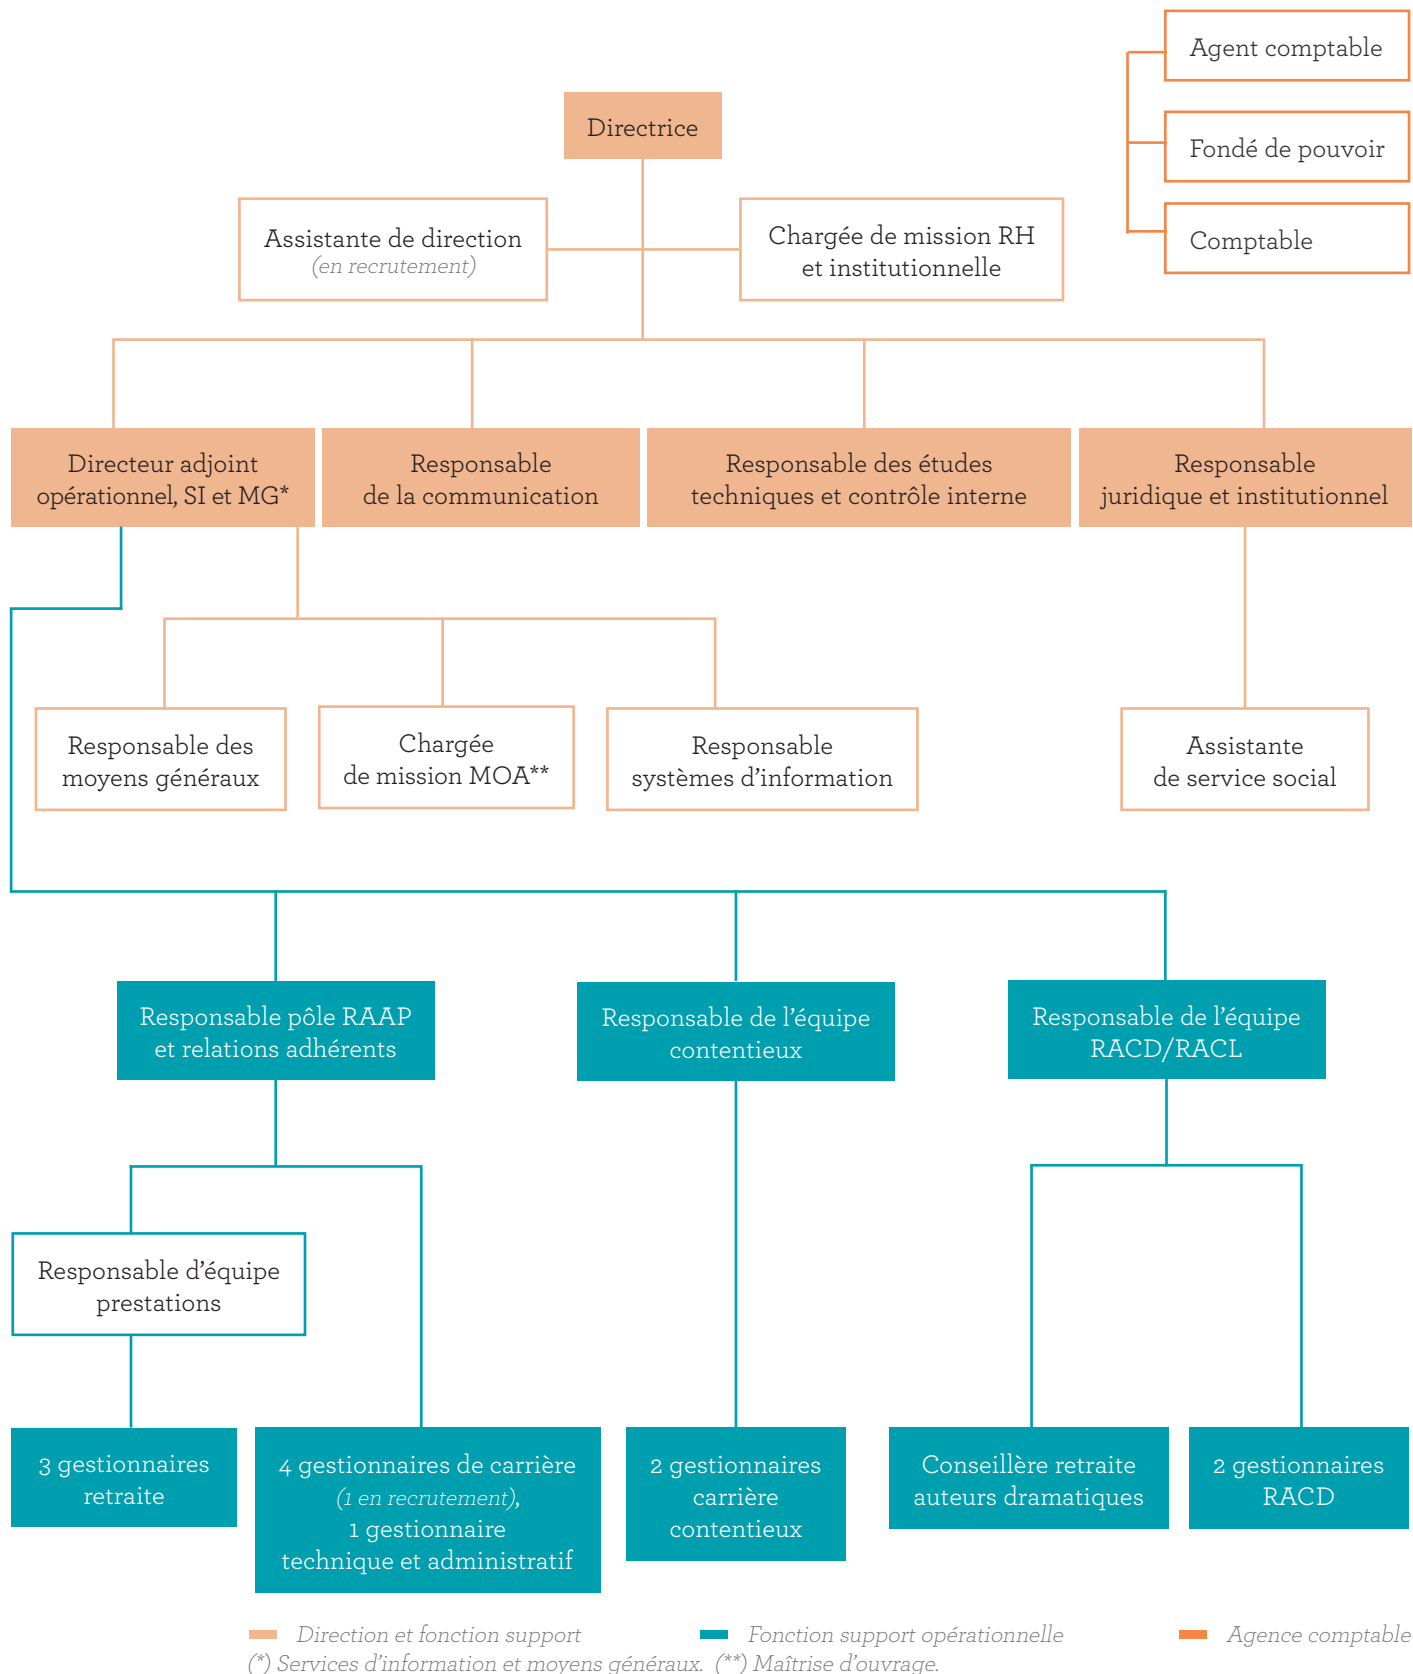 Agent comptable
Fondé de pouvoir
Comptable
Directrice
Assistante de direction
(en recrutement)
Chargée de mission RH
et institutionnelle
Directeur adjoint
opérationnel, SI et MG*
Responsable
de la communication
Responsable des études
techniques et contrôle interne
Responsable
juridique et institutionnel
Responsable des
moyens généraux
Chargée
de mission MOA**
Responsable
systèmes d'information
Assistante
de service social
Responsable pôle RAAP
et relations adhérents
Responsable de l'équipe
contentieux
Responsable de l'équipe
RACD/RACL
Responsable d'équipe
prestations
3 gestionnaires
retraite
4 gestionnaires de carrière
(1 en recrutement),
1 gestionnaire
technique et administratif
2 gestionnaires
carrière
contentieux
Conseillère retraite
auteurs dramatiques
2 gestionnaires
RACD
Direction et fonction support
Fonction support opérationnelle
Agence comptable
(*) Services d'information et moyens généraux. (**) Maîtrise d'ouvrage.